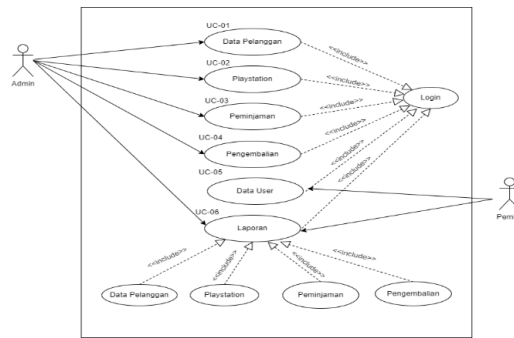 UC-01
Data Pelanggan
UC-02
Playstation
UC-03
Peminjaman
UC-04
Pengembalian
UC-05
Data User
UC-06
Laporan
Admin
Login
Pemi
<<include>>
<<include>>
<<include>>
<<include>>
<<include>>
<<include>>
<<include>>
<<include>>
<<include>>
<<include>>
Data Pelanggan
Playstation
Peminjaman
Pengembalian